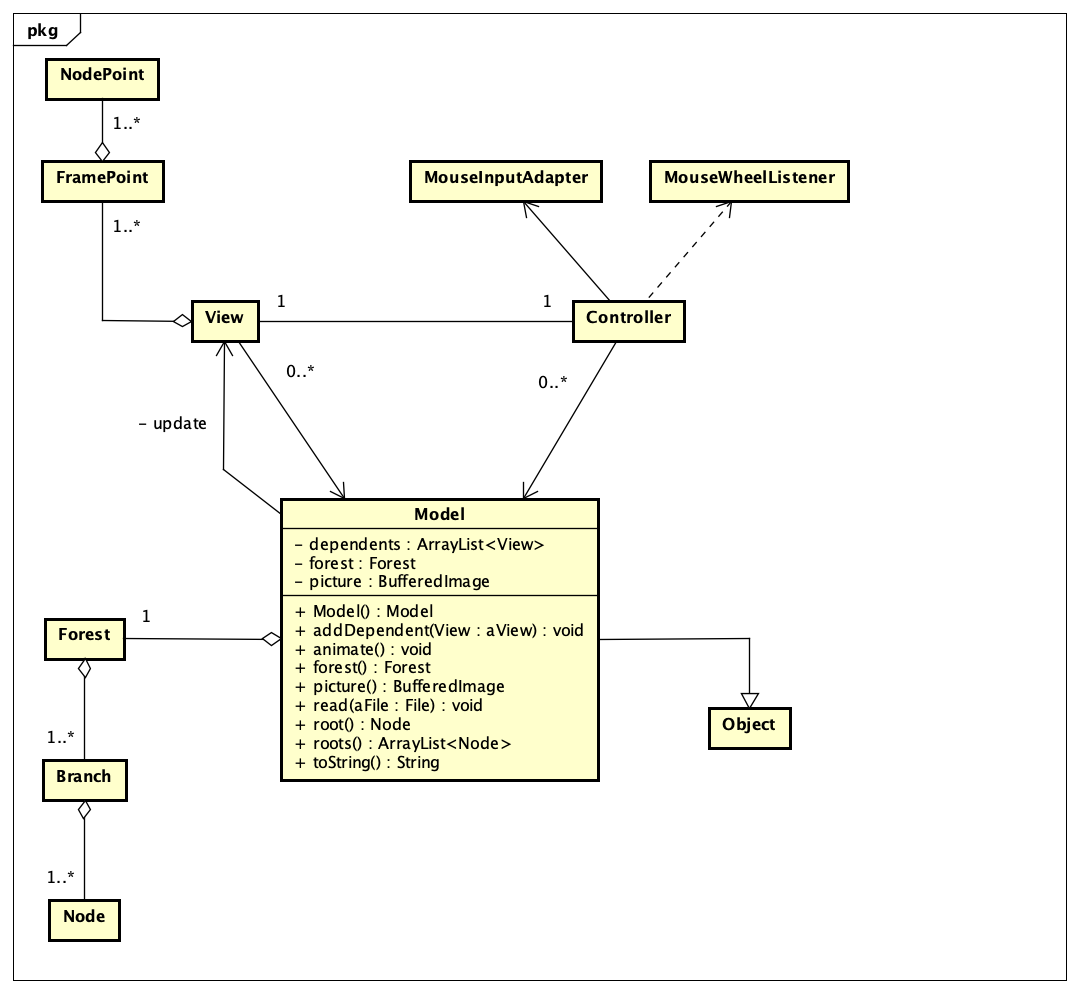 pkg
NodePoint
1..*
FramePoint
1..*
MouseInputAdapter
MouseWheelListener
View
1
1
Controller
0..*
0..*
– update
Model
– dependents : ArrayList<View>
– forest : Forest
– picture : BufferedImage
+ Model() : Model
+ addDependent(View : aView) : void
+ animate() : void
+ forest() : Forest
+ picture() : BufferedImage
+ read(aFile : File) : void
+ root() : Node
+ roots() : ArrayList<Node>
+ toString() : String
1
Forest
1..*
Branch
1..*
Node
Object